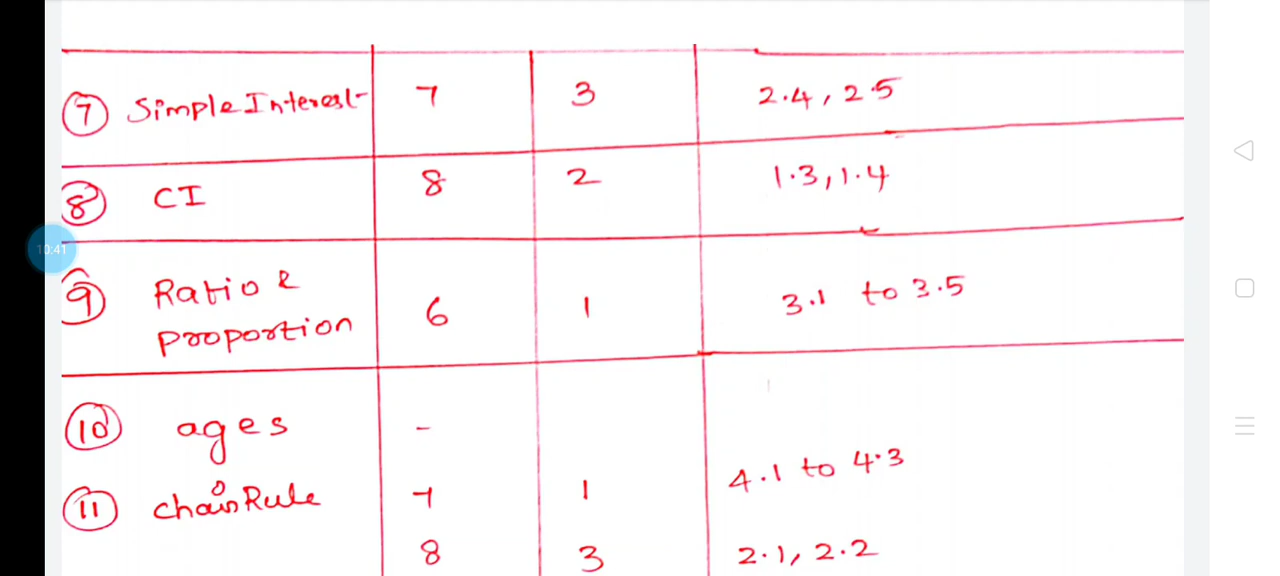 7 Simple Interest 7 3 2.4, 2.5
8 CI 8 2 1.3, 1.4
9 Ratio & 6 1 3.1 to 3.5
proportion
10 ages -
11 chain Rule 7 1 4.1 to 4.3
8 3 2.1, 2.2
10:41